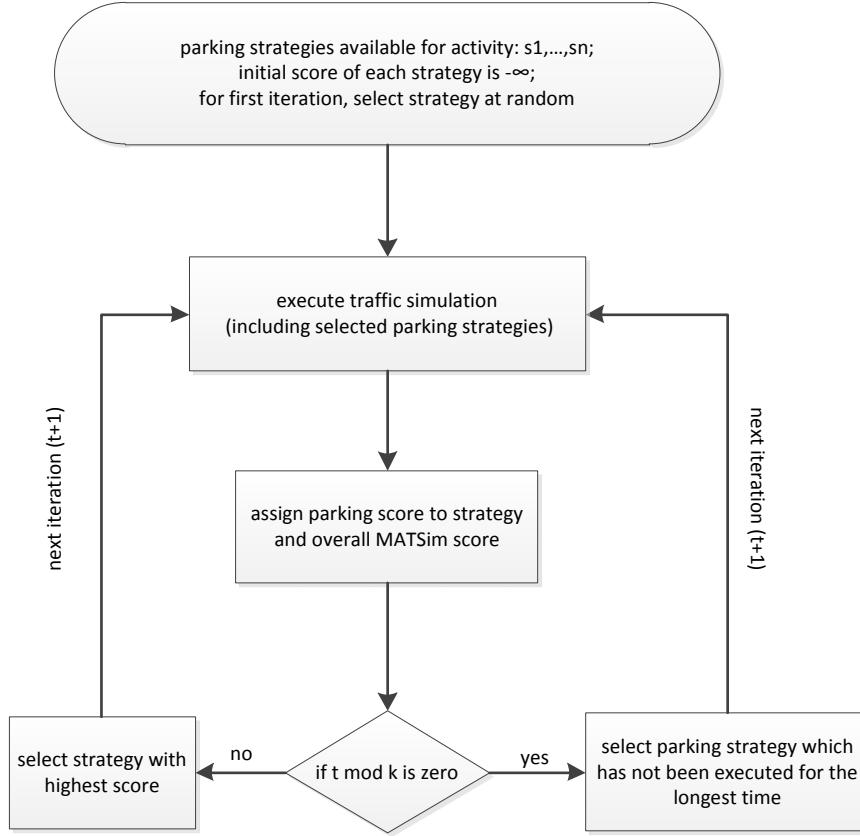 parking strategies available for activity: s1,...,sn;
initial score of each strategy is -∞;
for first iteration, select strategy at random
execute traffic simulation
(including selected parking strategies)
next iteration (t+1)
next iteration (t+1)
assign parking score to strategy
and overall MATSim score
select strategy with
highest score
no
if t mod k is zero
yes
select parking strategy which
has not been executed for the
longest time